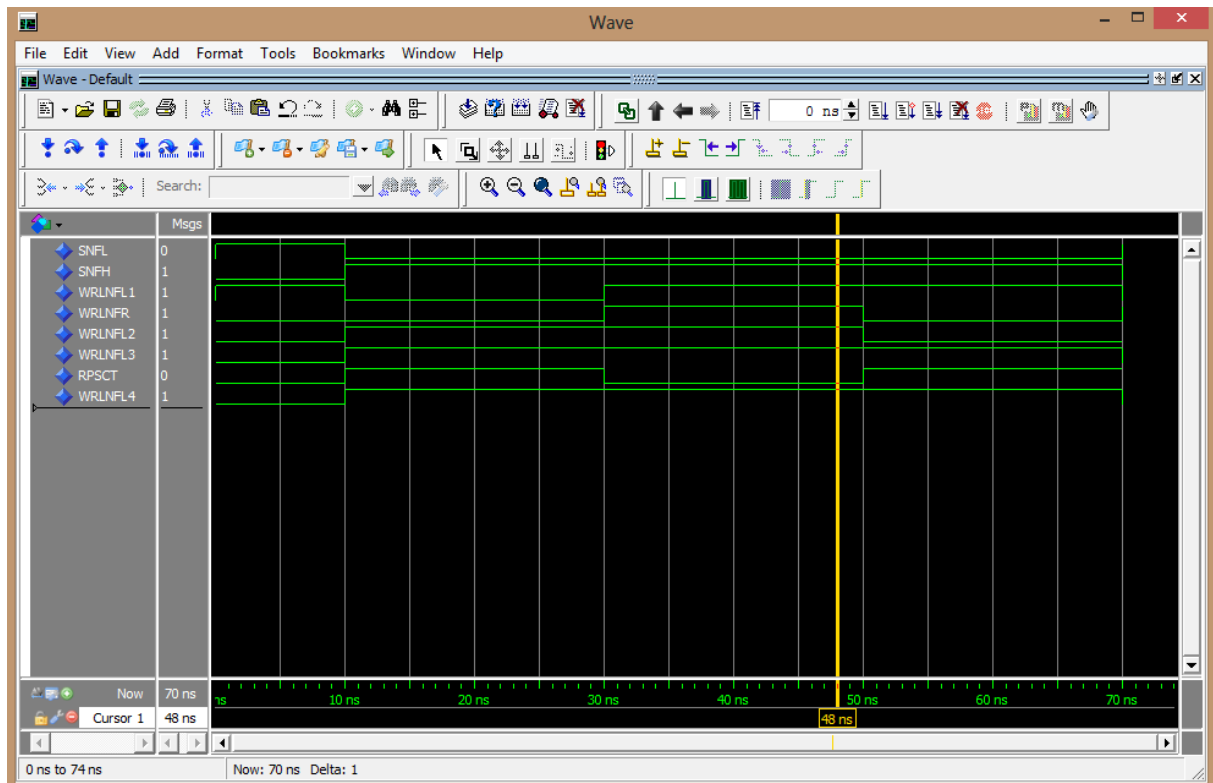 Wave
File Edit View Add Format Tools Bookmarks Window Help
Wave - Default
0 ns
Search:
Msgs
SNFL 0
SNFH 1
WRLNFL1 1
WRLNFR 1
WRLNFL2 1
WRLNFL3 1
RPSCT 0
WRLNFL4 1
Now 70 ns
ns 10 ns 20 ns 30 ns 40 ns 50 ns 60 ns 70 ns
Cursor 1 48 ns
48 ns
0 ns to 74 ns Now: 70 ns Delta: 1